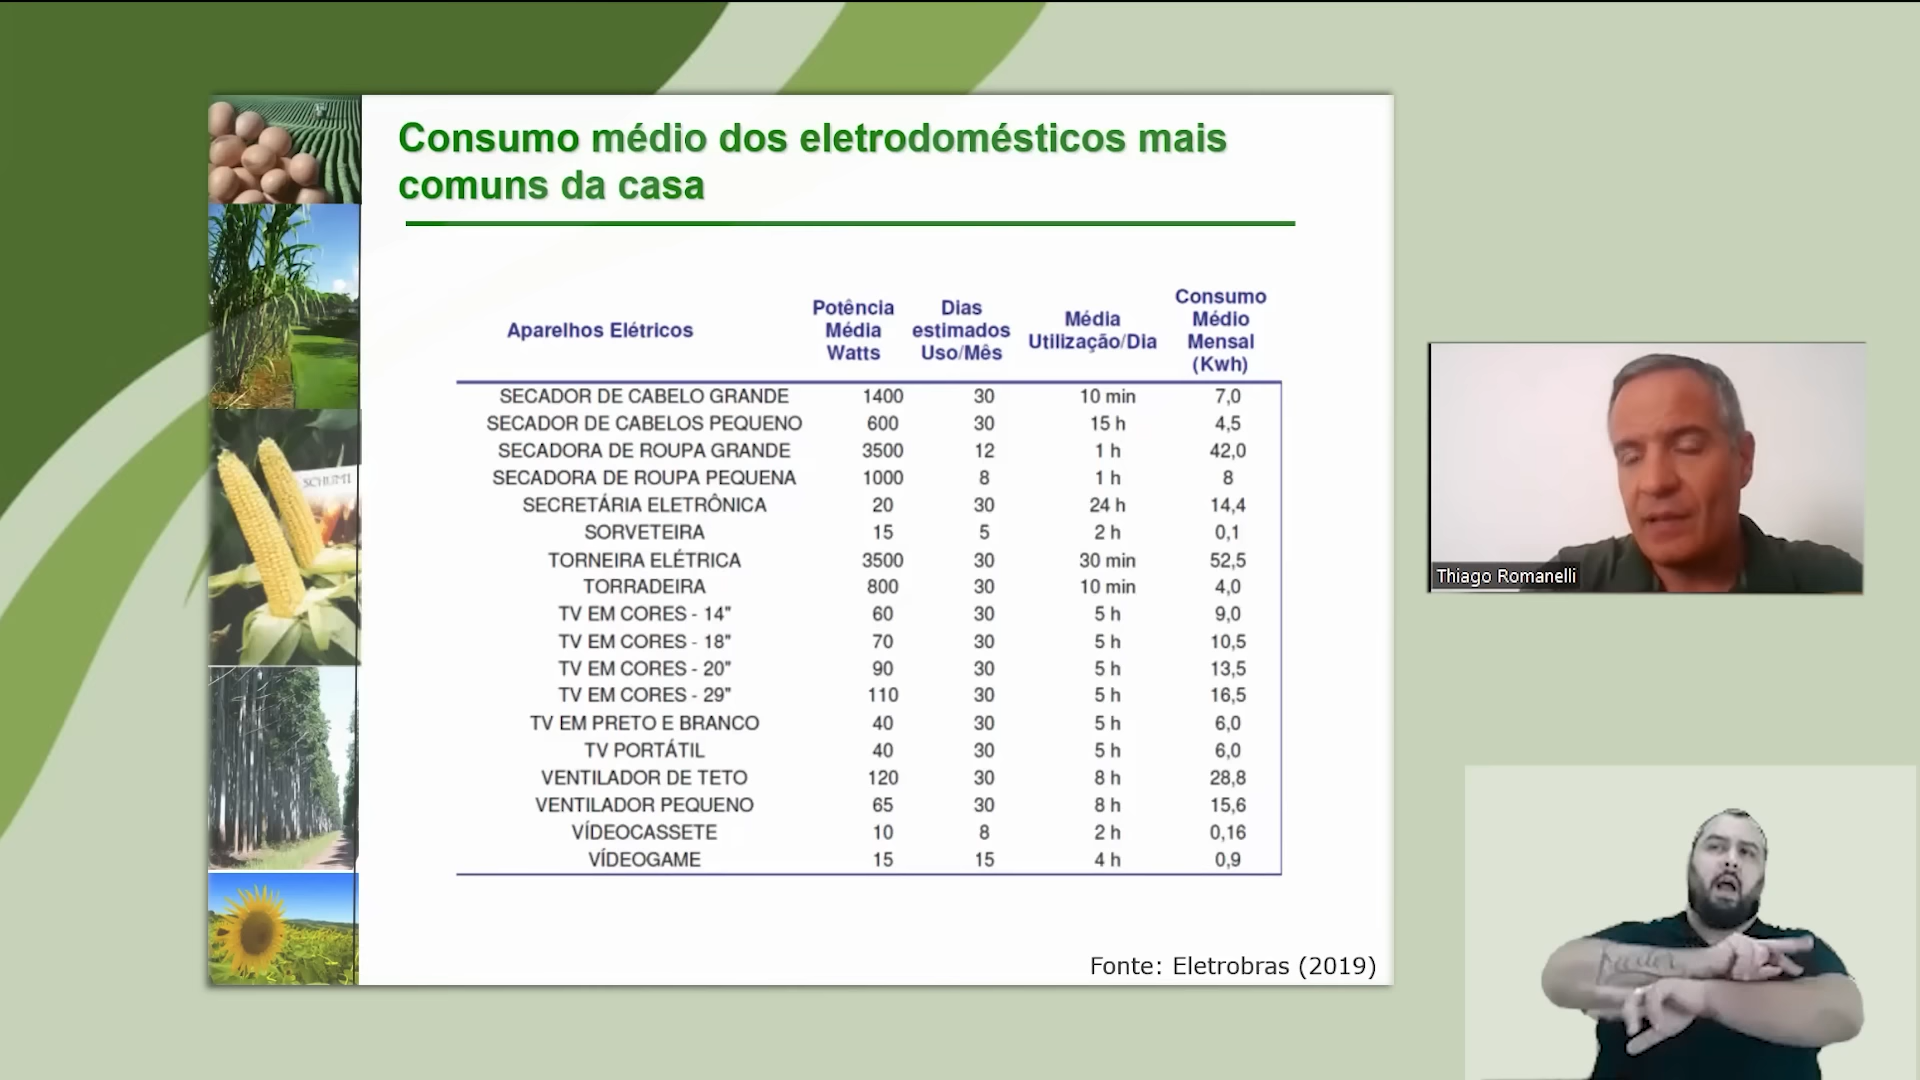 Consumo médio dos eletrodomésticos mais
comuns da casa
Aparelhos Elétricos Potência Média Watts Dias estimados Uso/Mês Média Utilização/Dia Consumo Médio Mensal (Kwh)
SECADOR DE CABELO GRANDE 1400 30 10 min 7,0
SECADOR DE CABELOS PEQUENO 600 30 15 h 4,5
SECADORA DE ROUPA GRANDE 3500 12 1 h 42,0
SECADORA DE ROUPA PEQUENA 1000 8 1 h 8
SECRETÁRIA ELETRÔNICA 20 30 24 h 14,4
SORVETEIRA 15 5 2 h 0,1
TORNEIRA ELÉTRICA 3500 30 30 min 52,5
TORRADEIRA 800 30 10 min 4,0
TV EM CORES - 14" 60 30 5 h 9,0
TV EM CORES - 18" 70 30 5 h 10,5
TV EM CORES - 20" 90 30 5 h 13,5
TV EM CORES - 29" 110 30 5 h 16,5
TV EM PRETO E BRANCO 40 30 5 h 6,0
TV PORTÁTIL 40 30 5 h 6,0
VENTILADOR DE TETO 120 30 8 h 28,8
VENTILADOR PEQUENO 65 30 8 h 15,6
VÍDEOCASSETE 10 8 2 h 0,16
VÍDEOGAME 15 15 4 h 0,9
Fonte: Eletrobras (2019)
Thiago Romanelli